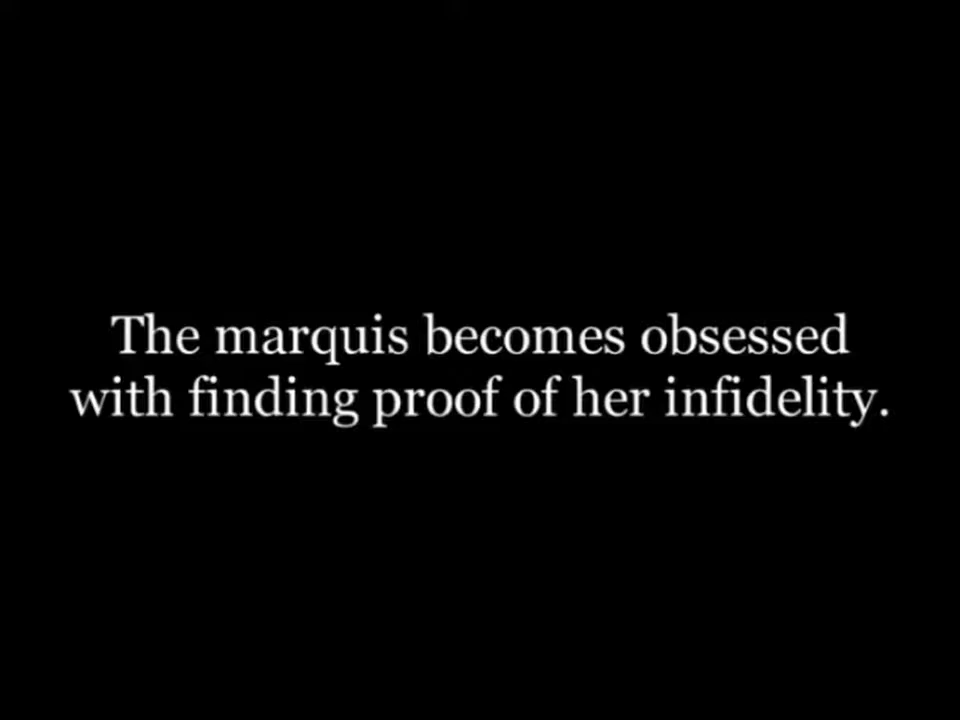 The marquis becomes obsessed
with finding proof of her infidelity.